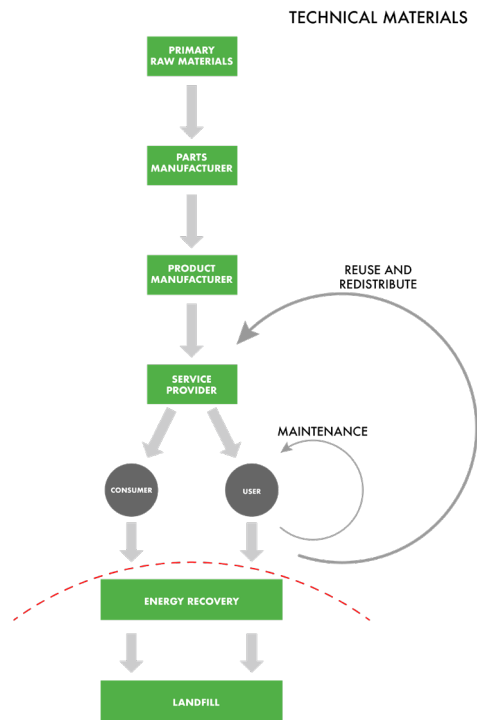 TECHNICAL MATERIALS
PRIMARY
RAW MATERIALS
PARTS
MANUFACTURER
PRODUCT
MANUFACTURER
REUSE AND
REDISTRIBUTE
SERVICE
PROVIDER
MAINTENANCE
CONSUMER
USER
ENERGY RECOVERY
LANDFILL